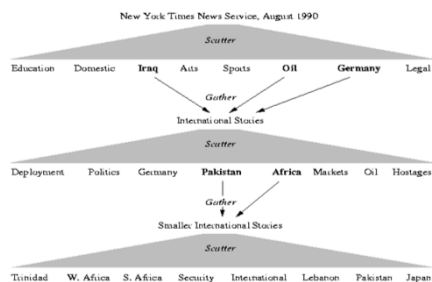 New York Times News Service, August 1990
Scatter
Education Domestic Iraq Arts Sports Oil Germany Legal
Gather
International Stories
Scatter
Deployment Politics Germany Pakistan Africa Markets Oil Hostages
Gather
Smaller International Stories
Scatter
Trinidad W. Africa S. Africa Security International Lebanon Pakistan Japan